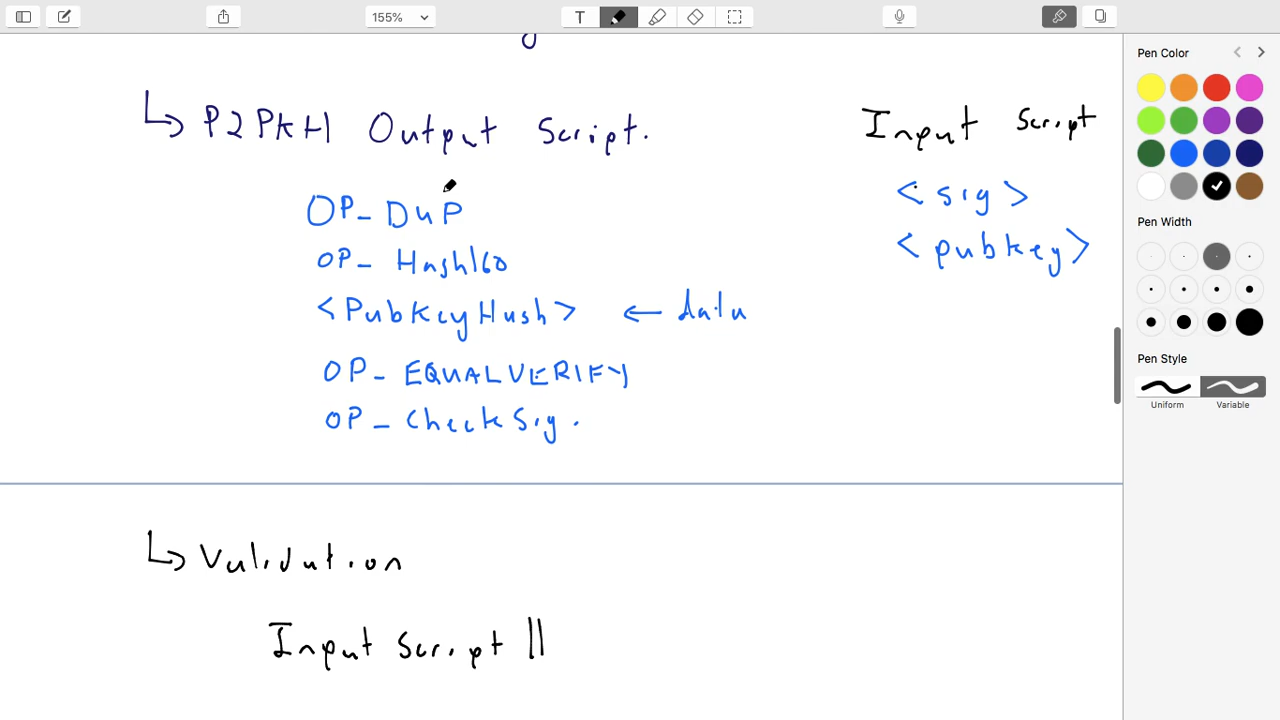 155%
T
Pen Color
↳ P2PKH Output Script.
Input Script
OP_DUP
<sig>
OP_Hash160
<pubkey>
Pen Width
<PubKeyHush> ← data
OP_EQUALVERIFY
Pen Style
OP_CheckSig.
Uniform Variable
↳ Validation
Input Script ||